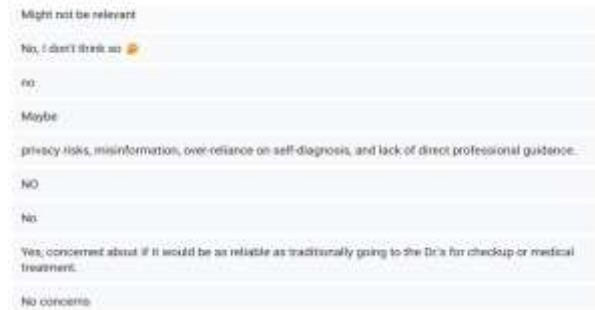 Might not be relevant
No, I don't think so 🤔
no
Maybe
privacy risks, misinformation, over-reliance on self-diagnosis, and lack of direct professional guidance.
NO
No
Yes, concerned about if it would be as reliable as traditionally going to the Dr's for checkup or medical
treatment.
No concerns